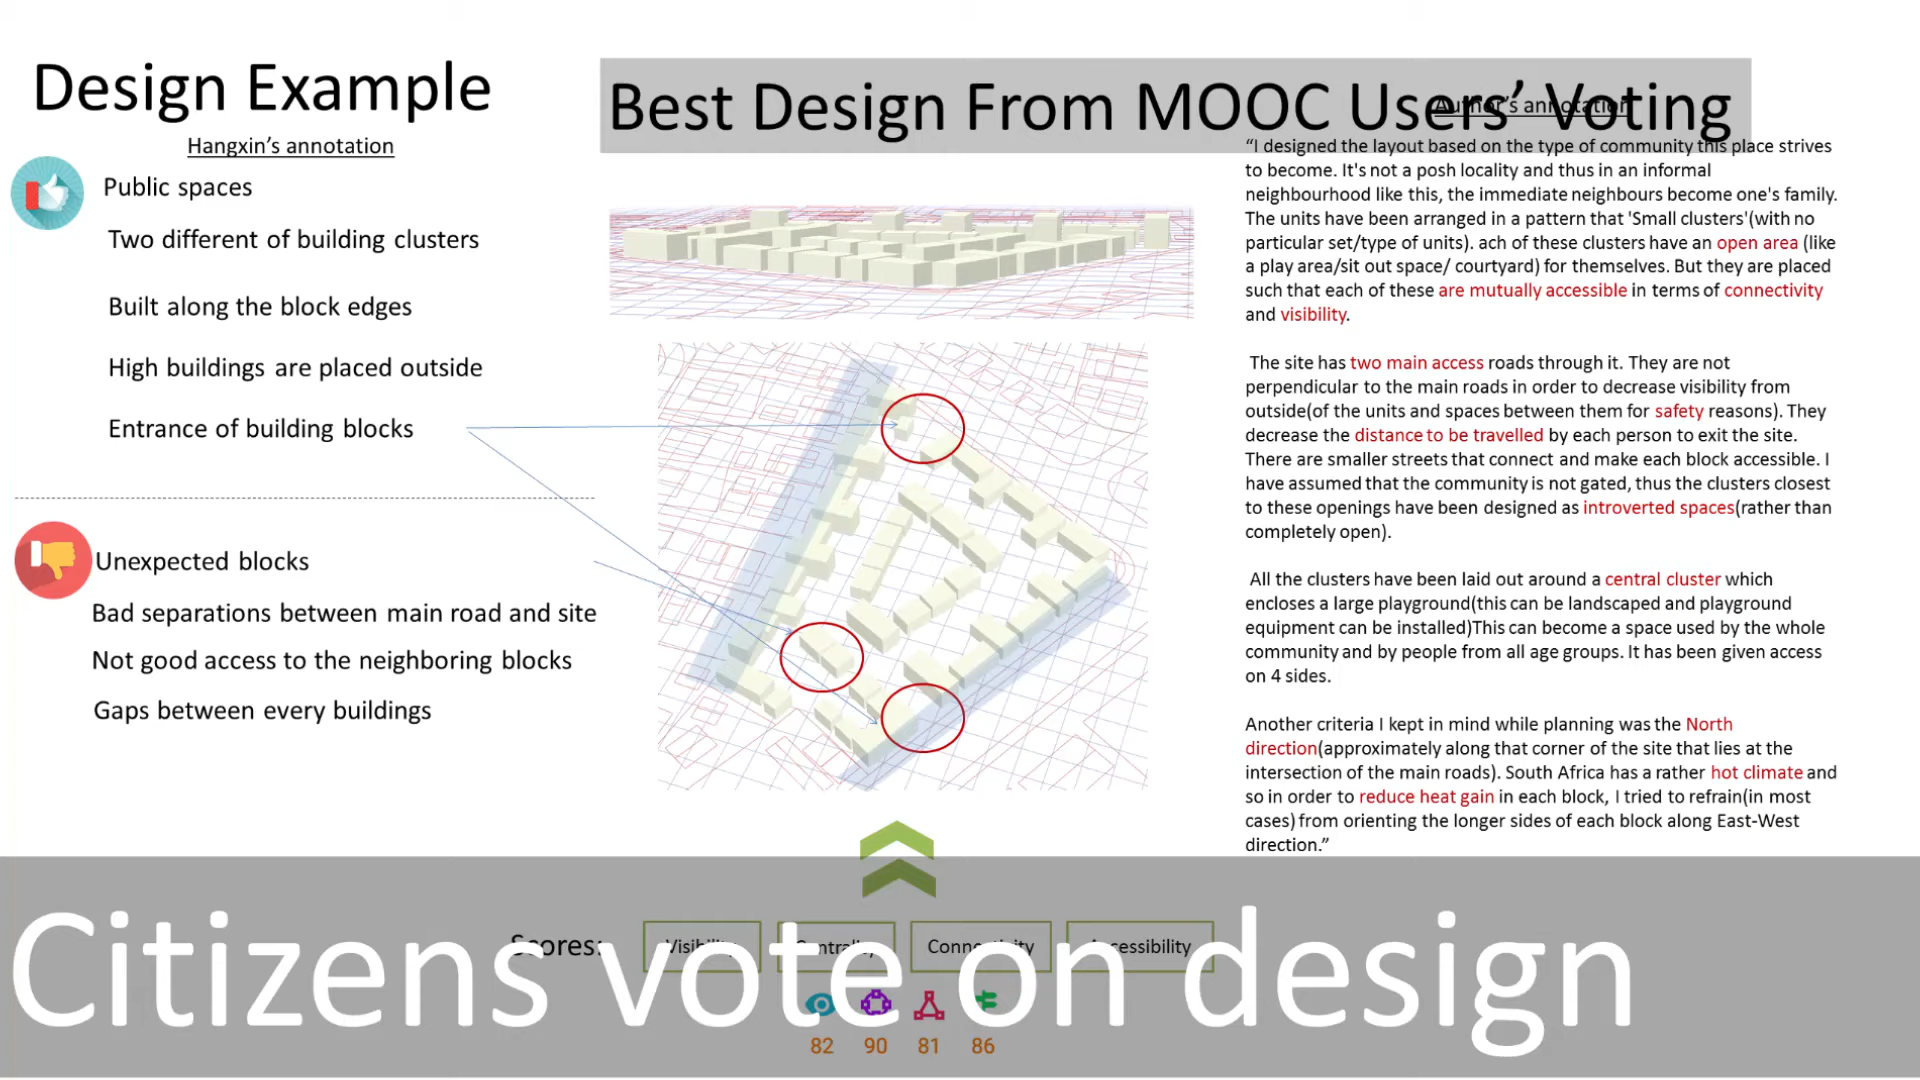 Design Example
Best Design From MOOC Users’ Voting
Author’s annotation
Hangxin’s annotation
Public spaces
Two different of building clusters
Built along the block edges
High buildings are placed outside
Entrance of building blocks
Unexpected blocks
Bad separations between main road and site
Not good access to the neighboring blocks
Gaps between every buildings
“I designed the layout based on the type of community this place strives
to become. It's not a posh locality and thus in an informal
neighbourhood like this, the immediate neighbours become one's family.
The units have been arranged in a pattern that 'Small clusters'(with no
particular set/type of units). ach of these clusters have an open area (like
a play area/sit out space/ courtyard) for themselves. But they are placed
such that each of these are mutually accessible in terms of connectivity
and visibility.
The site has two main access roads through it. They are not
perpendicular to the main roads in order to decrease visibility from
outside(of the units and spaces between them for safety reasons). They
decrease the distance to be travelled by each person to exit the site.
There are smaller streets that connect and make each block accessible. I
have assumed that the community is not gated, thus the clusters closest
to these openings have been designed as introverted spaces(rather than
completely open).
All the clusters have been laid out around a central cluster which
encloses a large playground(this can be landscaped and playground
equipment can be installed)This can become a space used by the whole
community and by people from all age groups. It has been given access
on 4 sides.
Another criteria I kept in mind while planning was the North
direction(approximately along that corner of the site that lies at the
intersection of the main roads). South Africa has a rather hot climate and
so in order to reduce heat gain in each block, I tried to refrain(in most
cases) from orienting the longer sides of each block along East-West
direction.”
Scores: Visibility Centrality Connectivity Accessibility
82 90 81 86
Citizens vote on design